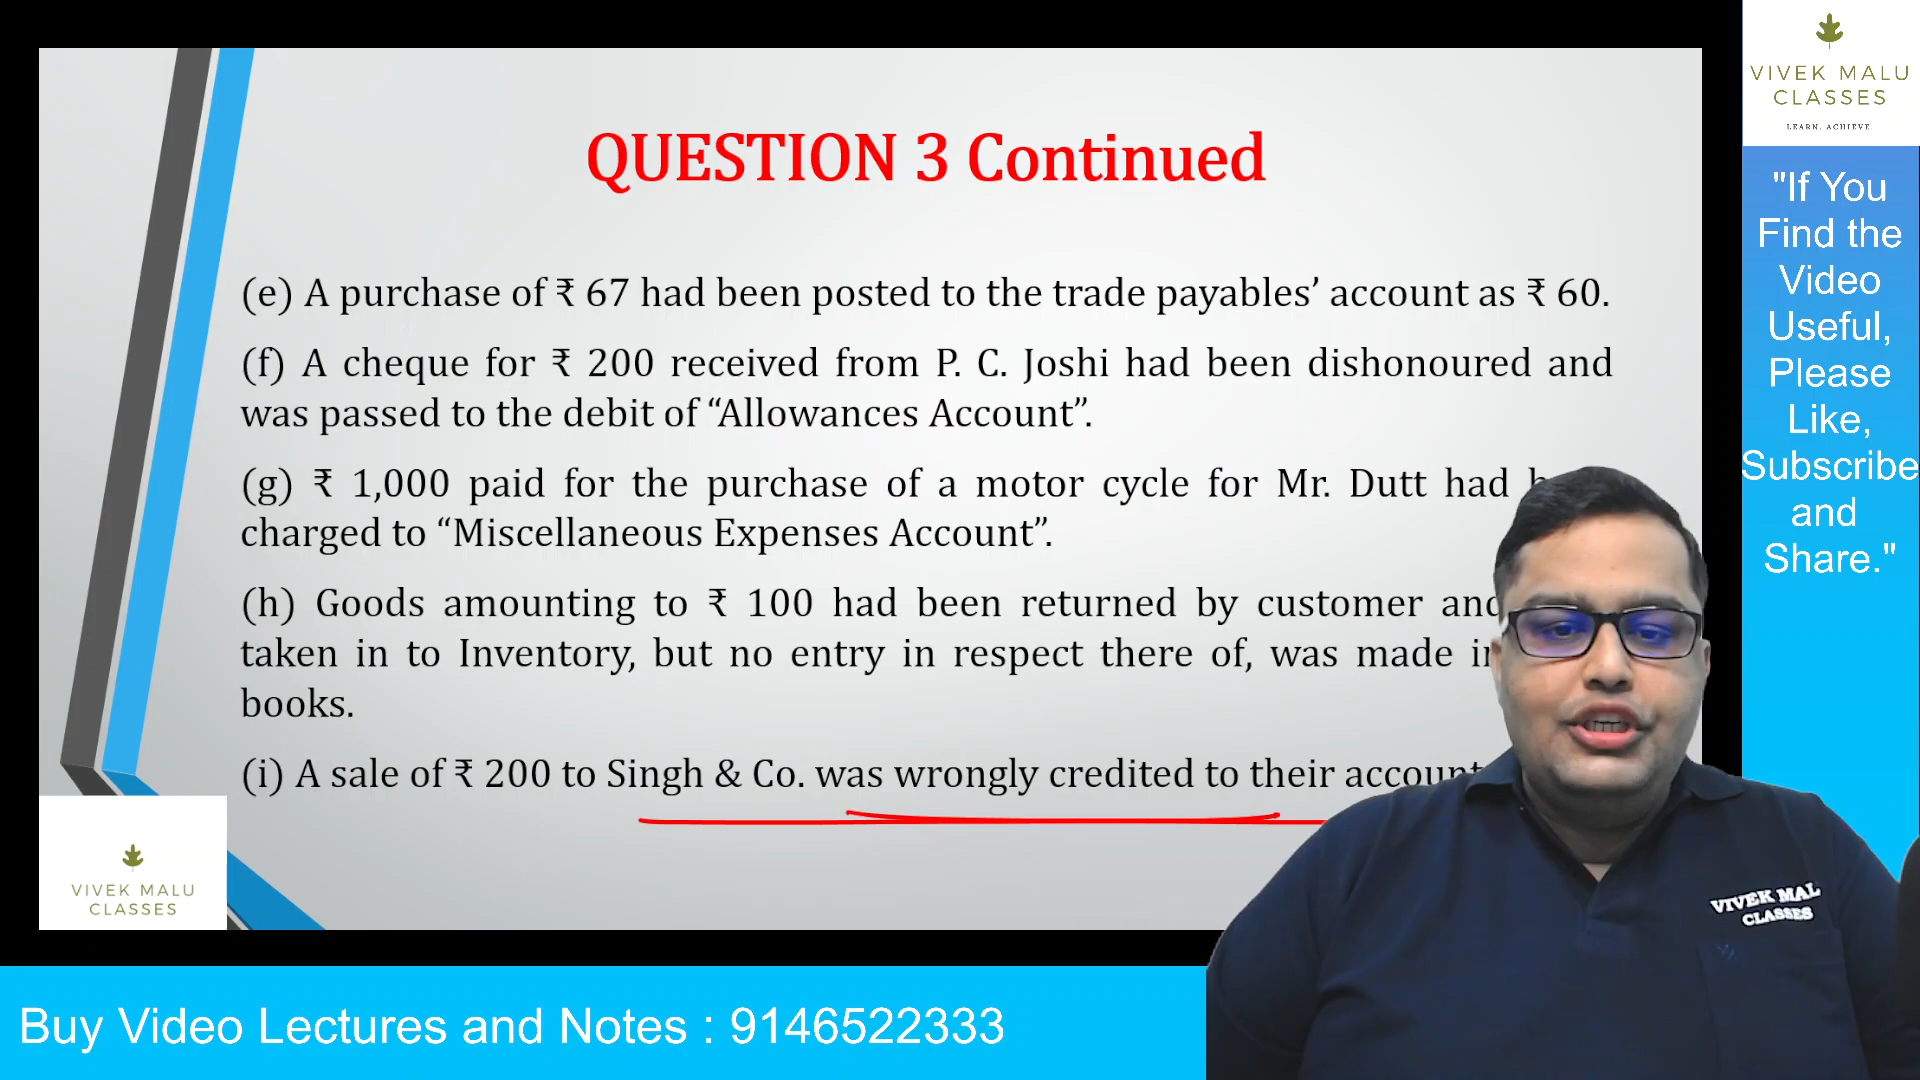 QUESTION 3 Continued
(e) A purchase of ₹ 67 had been posted to the trade payables’ account as ₹ 60.
(f) A cheque for ₹ 200 received from P. C. Joshi had been dishonoured and
was passed to the debit of “Allowances Account”.
(g) ₹ 1,000 paid for the purchase of a motor cycle for Mr. Dutt had
charged to “Miscellaneous Expenses Account”.
(h) Goods amounting to ₹ 100 had been returned by customer and
taken in to Inventory, but no entry in respect there of, was made
books.
(i) A sale of ₹ 200 to Singh & Co. was wrongly credited to their account
VIVEK MALU
CLASSES
VIVEK MALU
CLASSES
LEARN. ACHIEVE.
"If You
Find the
Video
Useful,
Please
Like,
Subscribe
and
Share."
VIVEK MAL
CLASSES
Buy Video Lectures and Notes : 9146522333